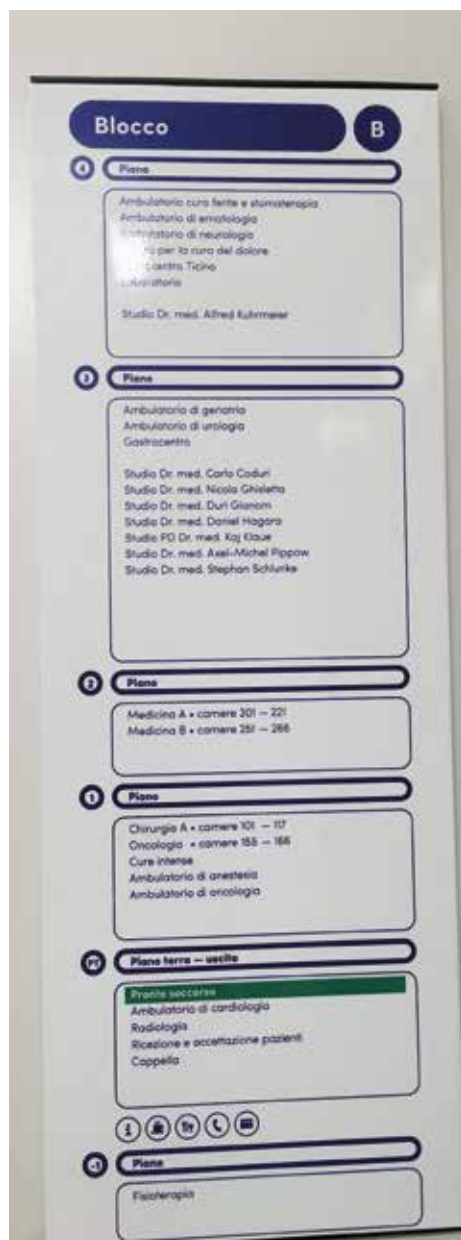 Blocco B
4 Piano
Ambulatorio cura ferite e stomaterapia
Ambulatorio di ematologia
Ambulatorio di neurologia
per la cura del dolore
centro Ticino
Laboratorio
Studio Dr. med. Alfred Kuhrmeier
3 Piano
Ambulatorio di geriatria
Ambulatorio di urologia
Gastrocentro
Studio Dr. med. Carlo Coduri
Studio Dr. med. Nicola Ghisletta
Studio Dr. med. Duri Gianom
Studio Dr. med. Daniel Hagara
Studio PD Dr. med. Kaj Klaue
Studio Dr. med. Axel-Michel Pippow
Studio Dr. med. Stephan Schlunke
2 Piano
Medicina A • camere 201 — 221
Medicina B • camere 251 — 266
1 Piano
Chirurgia A • camere 101 — 117
Oncologia • camere 155 — 166
Cure intense
Ambulatorio di anestesia
Ambulatorio di oncologia
PT Piano terra — uscita
Pronto soccorso
Ambulatorio di cardiologia
Radiologia
Ricezione e accettazione pazienti
Cappella
-1 Piano
Fisioterapia